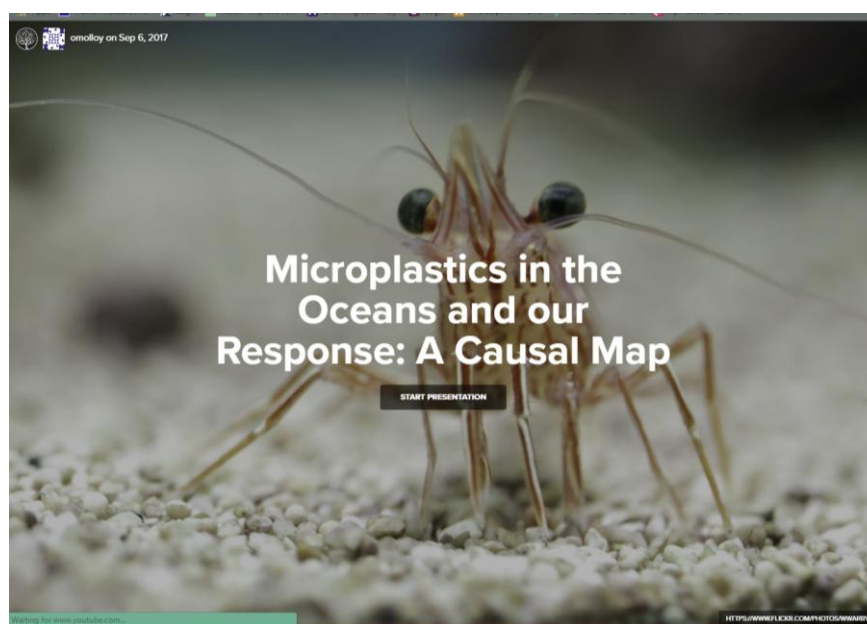 omolloy on Sep 6, 2017
Microplastics in the
Oceans and our
Response: A Causal Map
START PRESENTATION
Waiting for www.youtube.com...
HTTPS://WWW.FLICKR.COM/PHOTOS/WWAREB